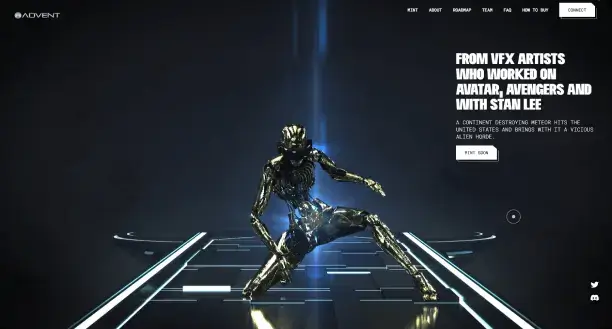 ADVENT
MINT ABOUT ROADMAP TEAM FAQ HOW TO BUY CONNECT
FROM VFX ARTISTS
WHO WORKED ON
AVATAR, AVENGERS AND
WITH STAN LEE
A CONTINENT DESTROYING METEOR HITS THE
UNITED STATES AND BRINGS WITH IT A VICIOUS
ALIEN HORDE.
MINT SOON